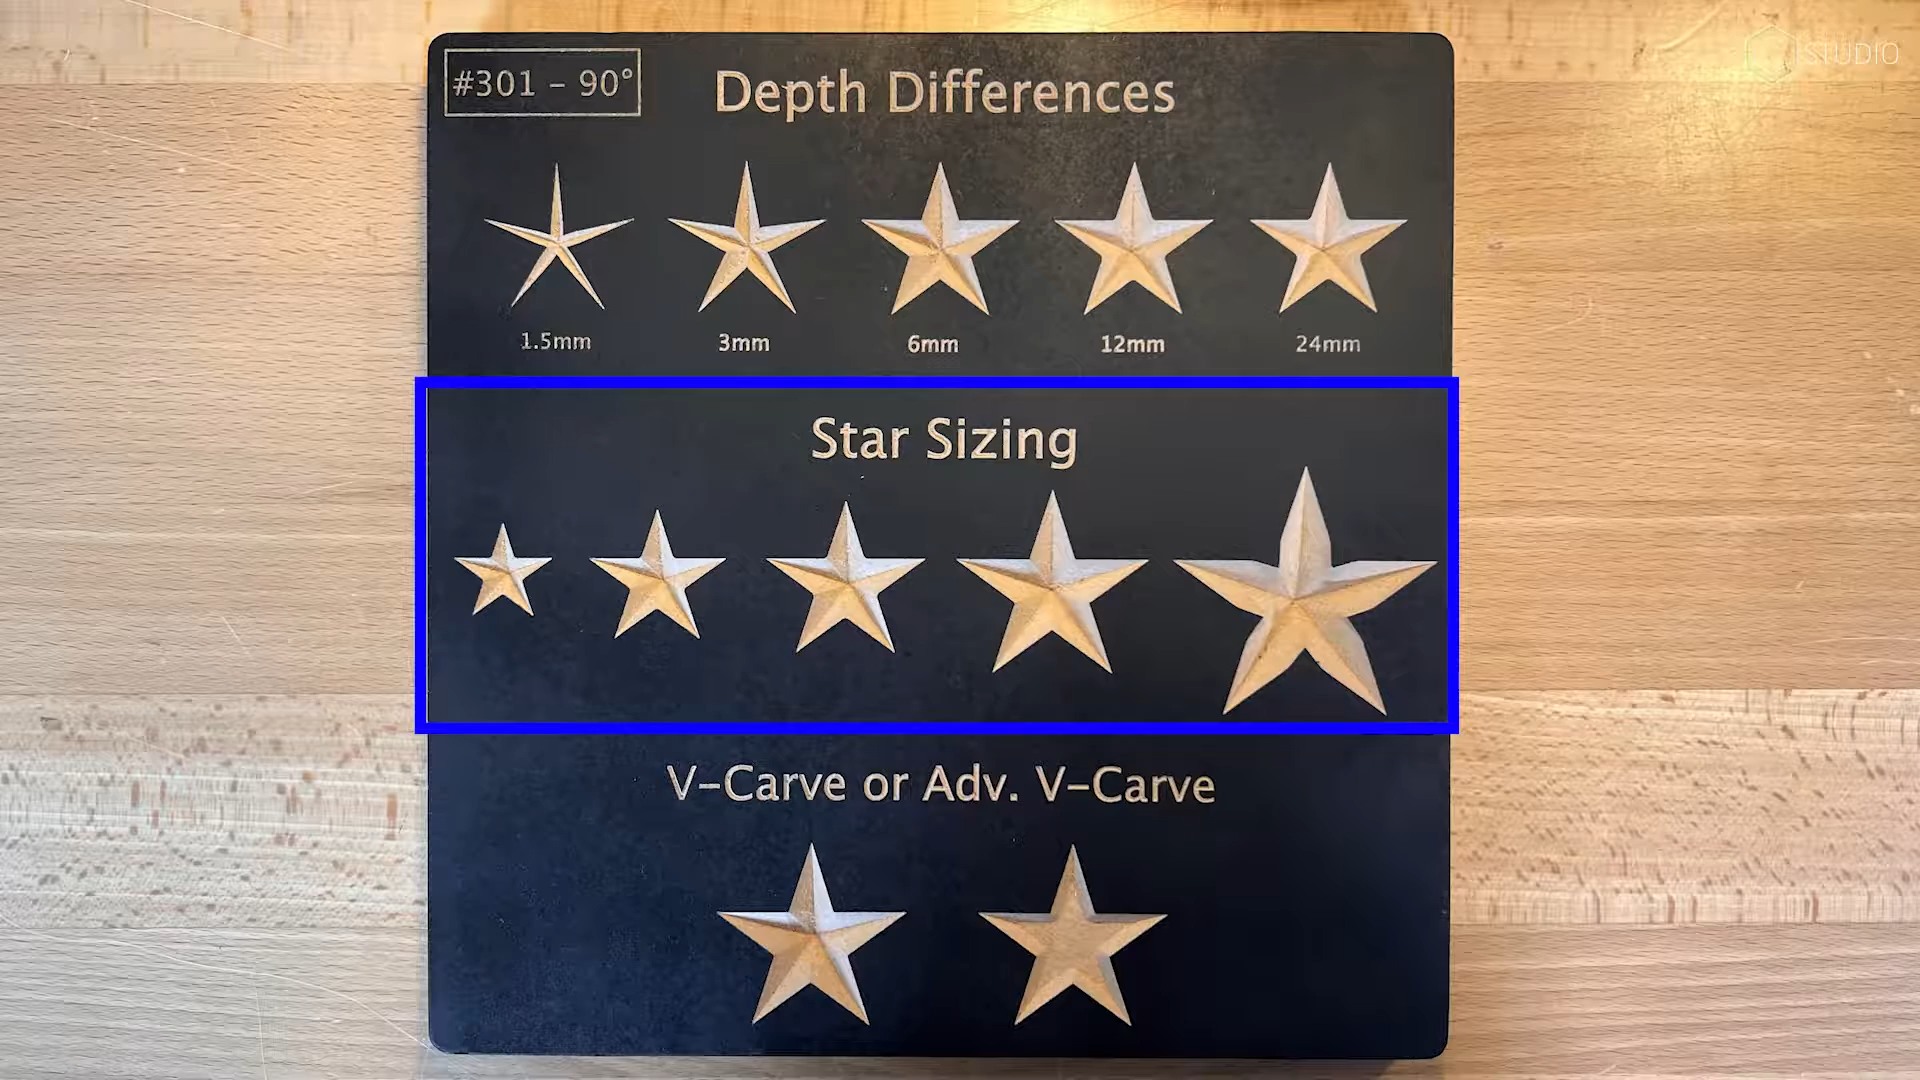 STUDIO
#301 – 90°
Depth Differences
1.5mm
3mm
6mm
12mm
24mm
Star Sizing
V–Carve or Adv. V–Carve